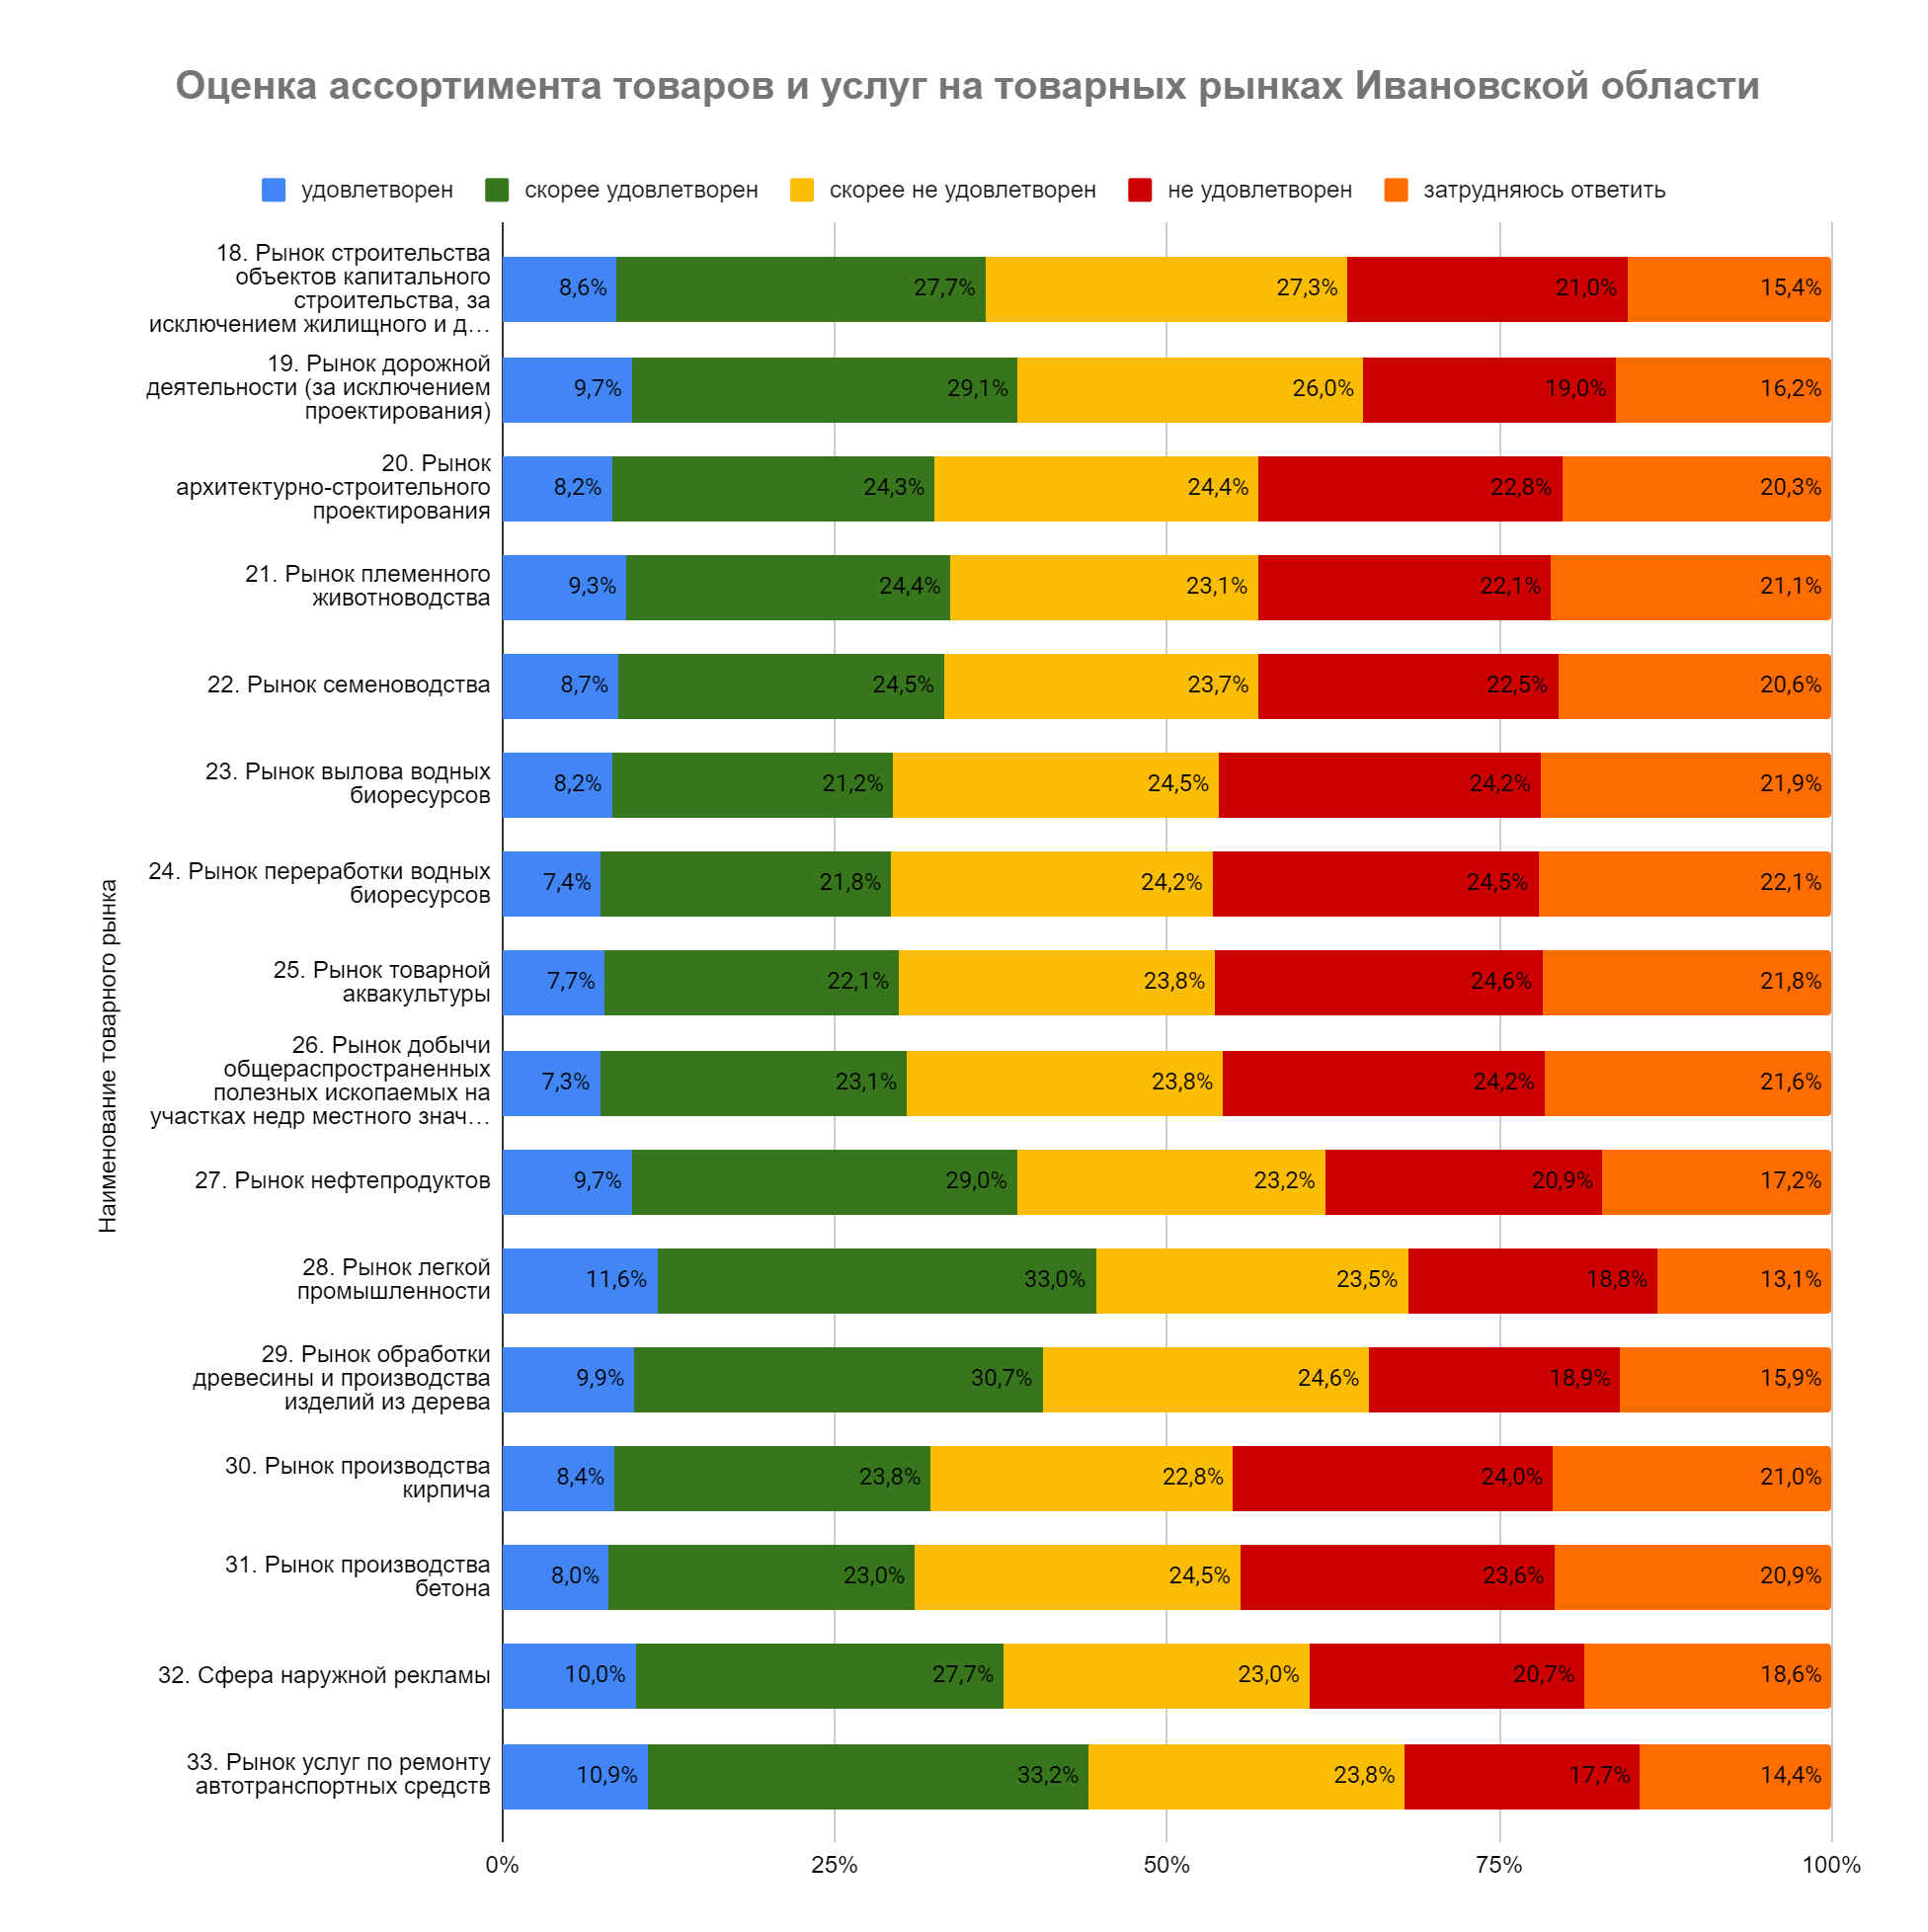 Оценка ассортимента товаров и услуг на товарных рынках Ивановской области
удовлетворен скорее удовлетворен скорее не удовлетворен не удовлетворен затрудняюсь ответить
Наименование товарного рынка
18. Рынок строительства
объектов капитального
строительства, за
исключением жилищного и д…
8,6% 27,7% 27,3% 21,0% 15,4%
19. Рынок дорожной
деятельности (за исключением
проектирования)
9,7% 29,1% 26,0% 19,0% 16,2%
20. Рынок
архитектурно-строительного
проектирования
8,2% 24,3% 24,4% 22,8% 20,3%
21. Рынок племенного
животноводства
9,3% 24,4% 23,1% 22,1% 21,1%
22. Рынок семеноводства
8,7% 24,5% 23,7% 22,5% 20,6%
23. Рынок вылова водных
биоресурсов
8,2% 21,2% 24,5% 24,2% 21,9%
24. Рынок переработки водных
биоресурсов
7,4% 21,8% 24,2% 24,5% 22,1%
25. Рынок товарной
аквакультуры
7,7% 22,1% 23,8% 24,6% 21,8%
26. Рынок добычи
общераспространенных
полезных ископаемых на
участках недр местного знач…
7,3% 23,1% 23,8% 24,2% 21,6%
27. Рынок нефтепродуктов
9,7% 29,0% 23,2% 20,9% 17,2%
28. Рынок легкой
промышленности
11,6% 33,0% 23,5% 18,8% 13,1%
29. Рынок обработки
древесины и производства
изделий из дерева
9,9% 30,7% 24,6% 18,9% 15,9%
30. Рынок производства
кирпича
8,4% 23,8% 22,8% 24,0% 21,0%
31. Рынок производства
бетона
8,0% 23,0% 24,5% 23,6% 20,9%
32. Сфера наружной рекламы
10,0% 27,7% 23,0% 20,7% 18,6%
33. Рынок услуг по ремонту
автотранспортных средств
10,9% 33,2% 23,8% 17,7% 14,4%
0% 25% 50% 75% 100%